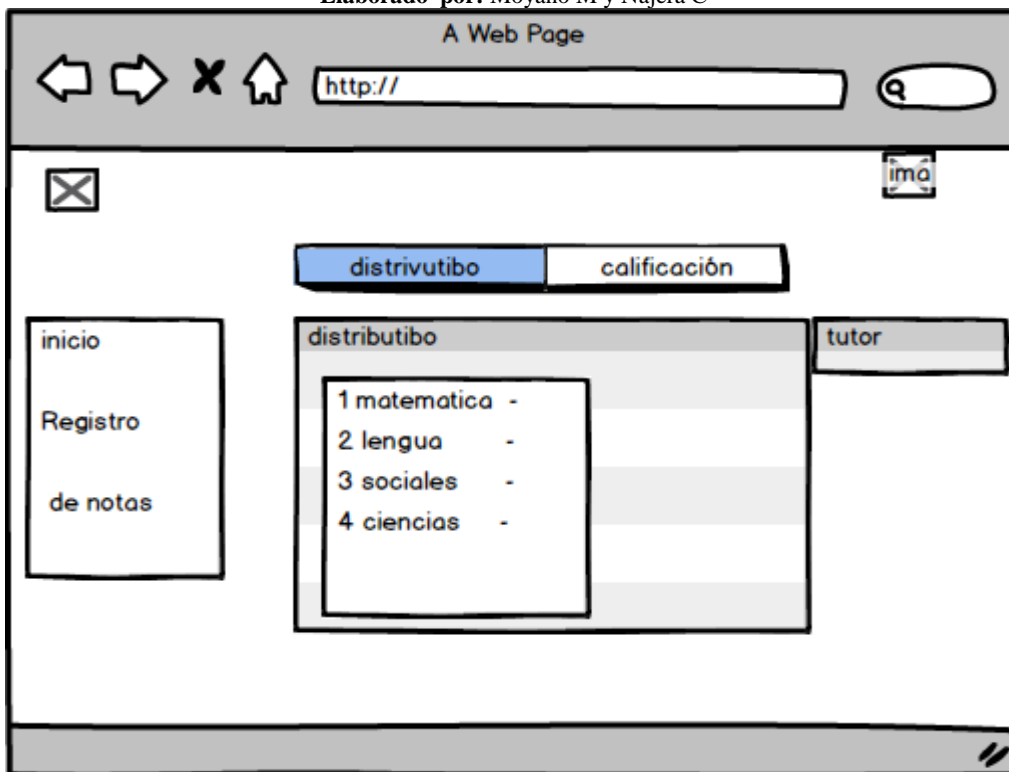 Elaborado por: Moyano M y Najera C
A Web Page
http://
ima
distrivutibo calificación
inicio
Registro
de notas
distributibo
1 matematica -
2 lengua -
3 sociales -
4 ciencias -
tutor